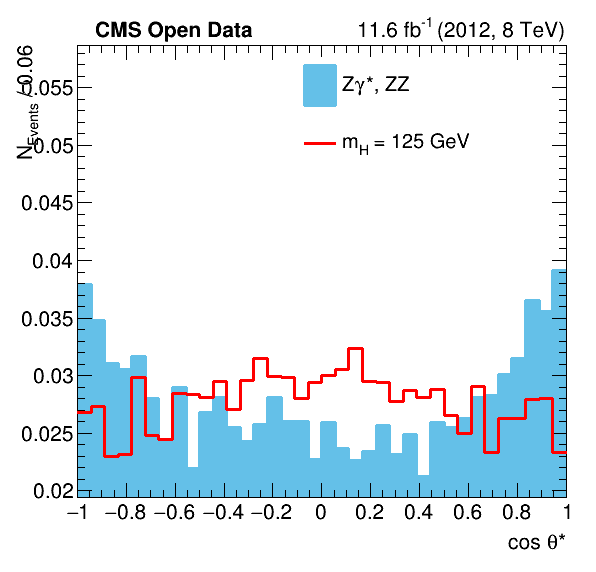 CMS Open Data 11.6 fb-1 (2012, 8 TeV)
NEvents / 0.06
Zγ*, ZZ
mH = 125 GeV
0.055
0.05
0.045
0.04
0.035
0.03
0.025
0.02
−1 −0.8 −0.6 −0.4 −0.2 0 0.2 0.4 0.6 0.8 1
cos θ*